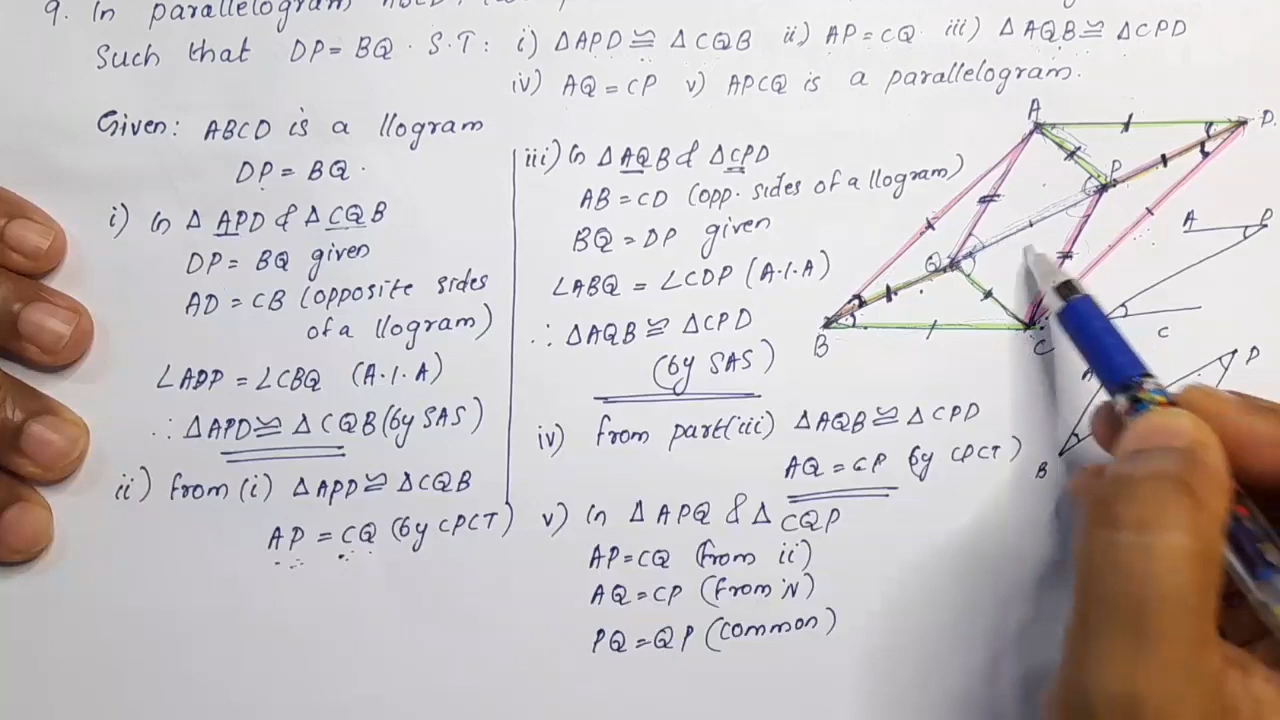 9. In parallelogram
Such that DP = BQ. S.T: i) ΔAPD ≅ ΔCQB ii) AP = CQ iii) ΔAQB ≅ ΔCPD
iv) AQ = CP v) APCQ is a parallelogram.
Given: ABCD is a llogram
DP = BQ.
i) In Δ APD & Δ CQB
DP = BQ given
AD = CB (opposite sides
of a llogram)
∠ADP = ∠CBQ (A.I.A)
∴ ΔAPD ≅ ΔCQB (by SAS)
ii) from (i) ΔAPD ≅ ΔCQB
AP = CQ (by CPCT)
iii) In ΔAQB & ΔCPD
AB = CD (opp. sides of a llogram)
BQ = DP given
∠ABQ = ∠CDP (A.I.A)
∴ ΔAQB ≅ ΔCPD
(by SAS)
iv) from part (iii) ΔAQB ≅ ΔCPD
AQ = CP by CPCT)
v) In ΔAPQ & ΔCQP
AP = CQ (from ii)
AQ = CP (from iv)
PQ = QP (common)
A
D.
P
Q
B
C
A
D
C
D
B